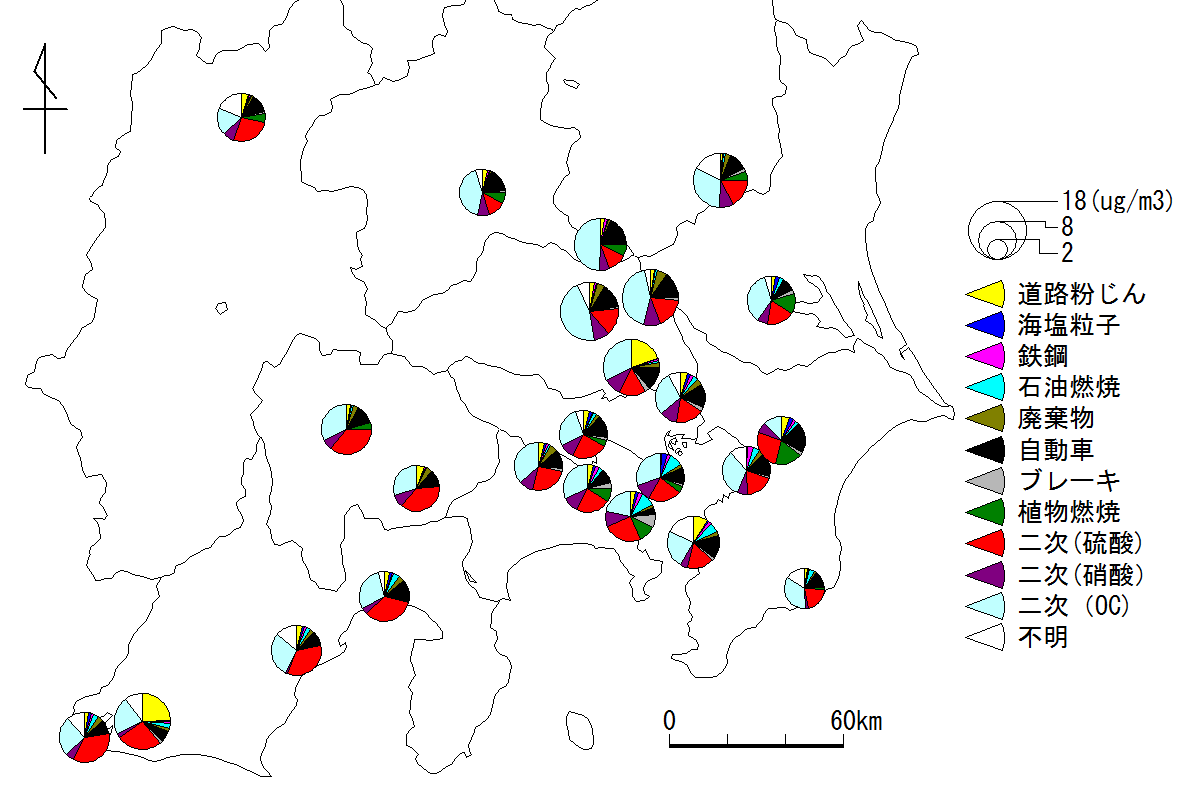 18(ug/m3)
8
2
道路粉じん
海塩粒子
鉄鋼
石油燃焼
廃棄物
自動車
ブレーキ
植物燃焼
二次(硫酸)
二次(硝酸)
二次 (OC)
不明
0 60km